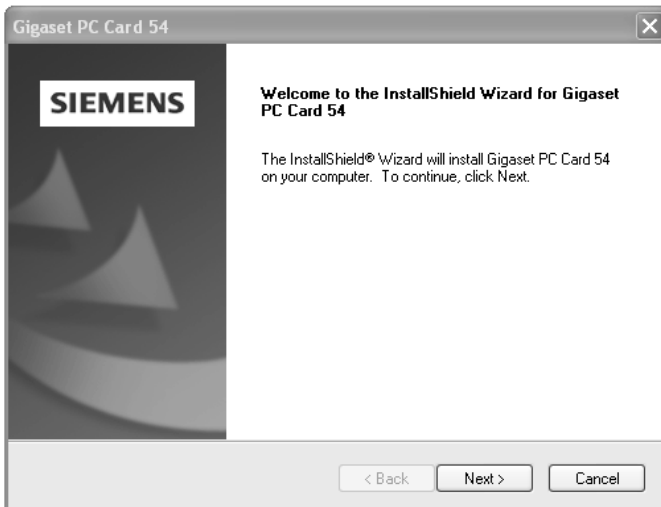 Gigaset PC Card 54
SIEMENS
Welcome to the InstallShield Wizard for Gigaset
PC Card 54
The InstallShield® Wizard will install Gigaset PC Card 54
on your computer. To continue, click Next.
< Back
Next >
Cancel